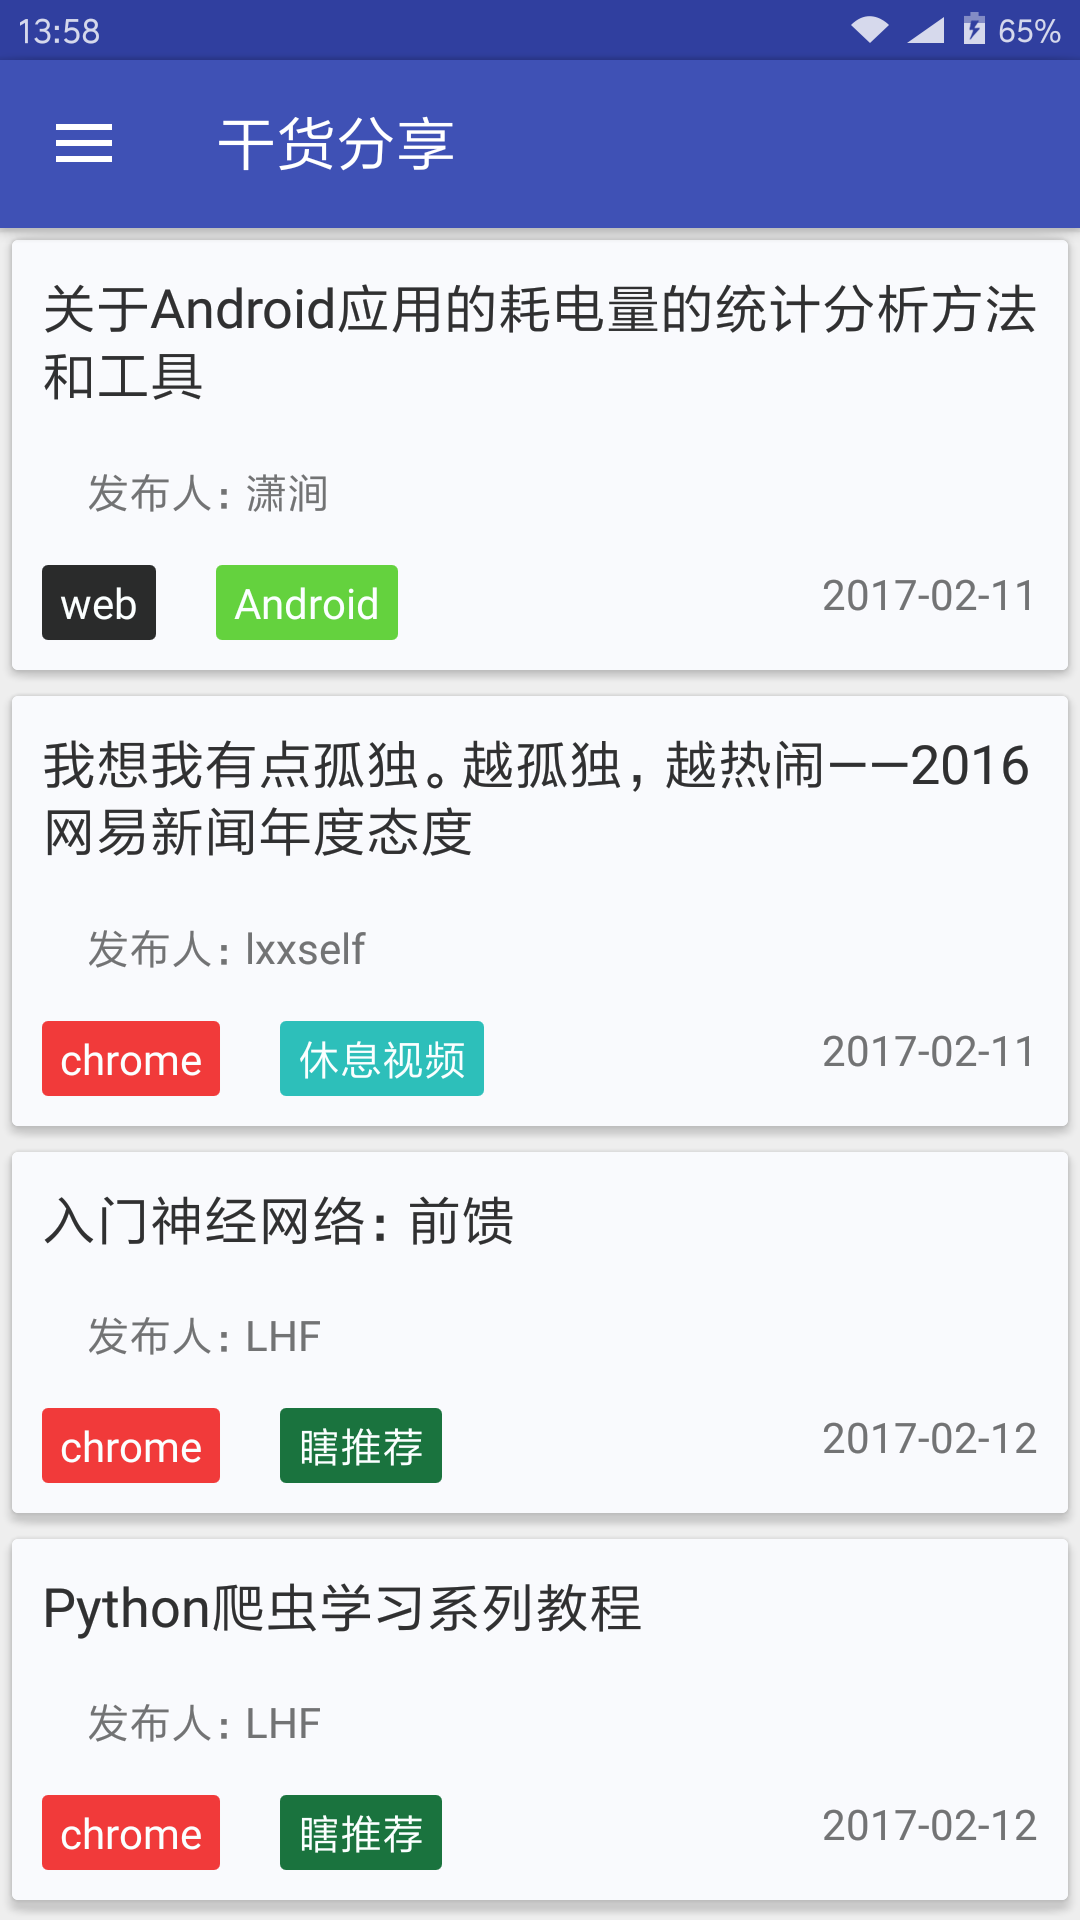 13:58 65%
干货分享
关于Android应用的耗电量的统计分析方法
和工具
发布人：潇涧
web Android 2017-02-11
我想我有点孤独。越孤独，越热闹——2016
网易新闻年度态度
发布人：lxxself
chrome 休息视频 2017-02-11
入门神经网络：前馈
发布人：LHF
chrome 瞎推荐 2017-02-12
Python爬虫学习系列教程
发布人：LHF
chrome 瞎推荐 2017-02-12